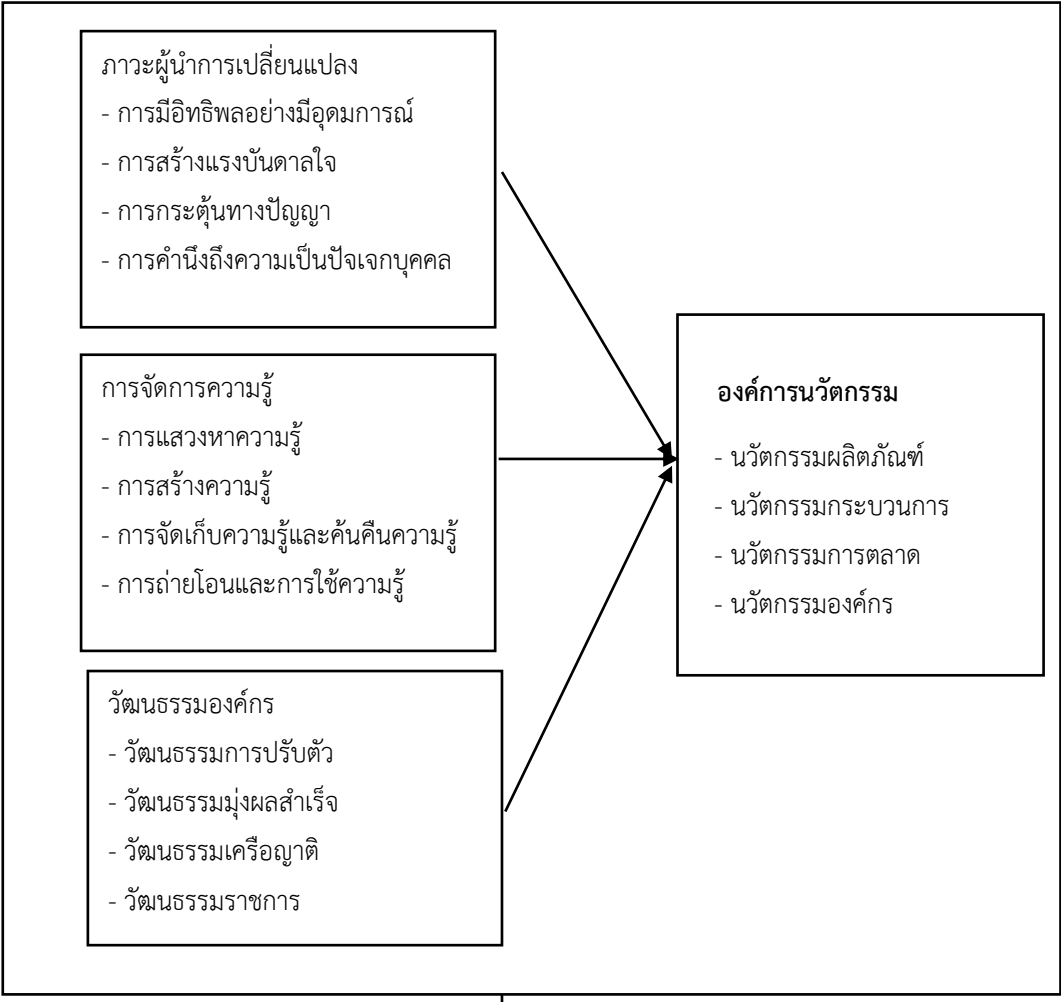 ภาวะผู้นำการเปลี่ยนแปลง
- การมีอิทธิพลอย่างมีอุดมการณ์
- การสร้างแรงบันดาลใจ
- การกระตุ้นทางปัญญา
- การคำนึงถึงความเป็นปัจเจกบุคคล
การจัดการความรู้
- การแสวงหาความรู้
- การสร้างความรู้
- การจัดเก็บความรู้และค้นคืนความรู้
- การถ่ายโอนและการใช้ความรู้
วัฒนธรรมองค์กร
- วัฒนธรรมการปรับตัว
- วัฒนธรรมมุ่งผลสำเร็จ
- วัฒนธรรมเครือญาติ
- วัฒนธรรมราชการ
องค์การนวัตกรรม
- นวัตกรรมผลิตภัณฑ์
- นวัตกรรมกระบวนการ
- นวัตกรรมการตลาด
- นวัตกรรมองค์กร